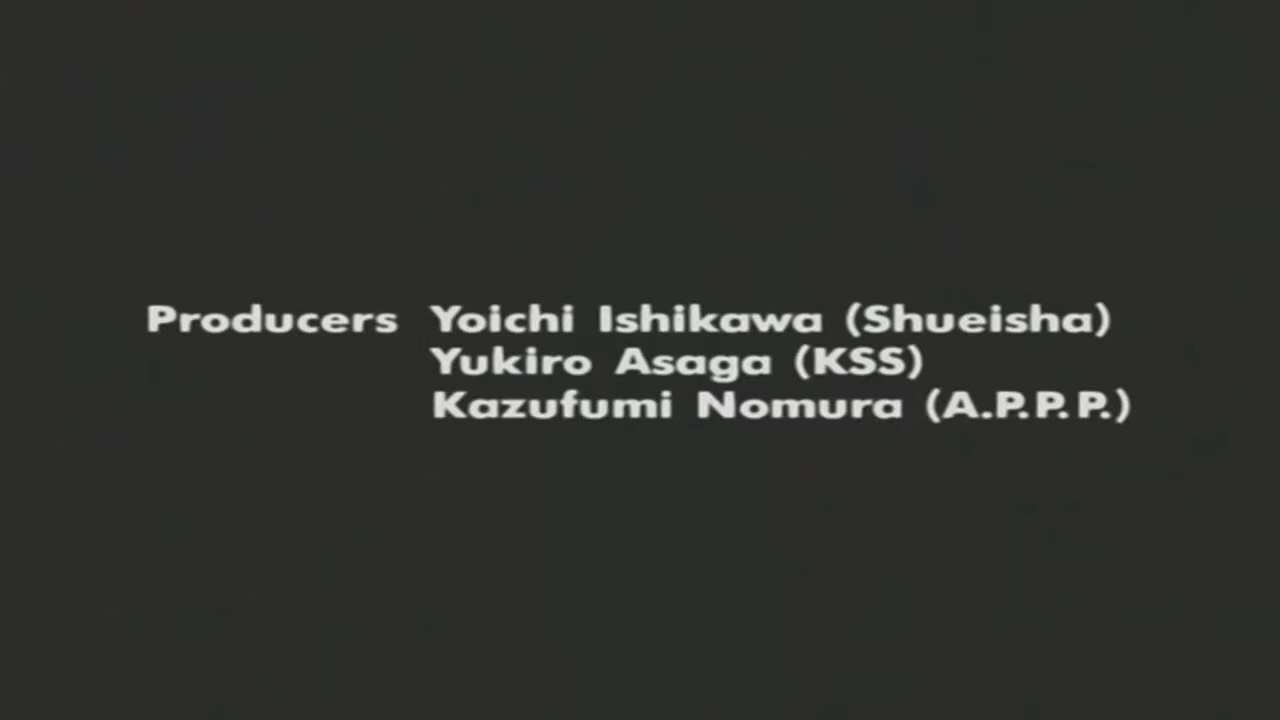 Producers Yoichi Ishikawa (Shueisha)
Yukiro Asaga (KSS)
Kazufumi Nomura (A.P.P.P.)